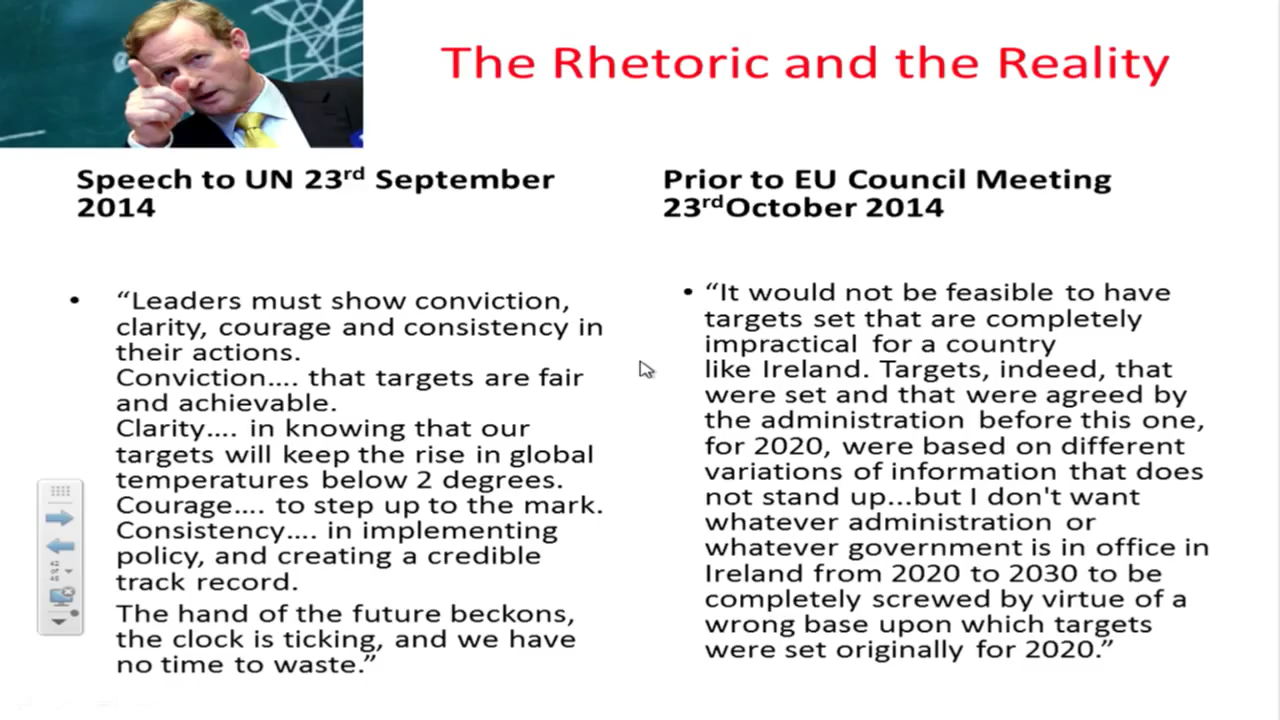 The Rhetoric and the Reality
Speech to UN 23rd September
2014
• “Leaders must show conviction,
clarity, courage and consistency in
their actions.
Conviction…. that targets are fair
and achievable.
Clarity…. in knowing that our
targets will keep the rise in global
temperatures below 2 degrees.
Courage…. to step up to the mark.
Consistency…. in implementing
policy, and creating a credible
track record.
The hand of the future beckons,
the clock is ticking, and we have
no time to waste.”
Prior to EU Council Meeting
23rdOctober 2014
• “It would not be feasible to have
targets set that are completely
impractical for a country
like Ireland. Targets, indeed, that
were set and that were agreed by
the administration before this one,
for 2020, were based on different
variations of information that does
not stand up...but I don't want
whatever administration or
whatever government is in office in
Ireland from 2020 to 2030 to be
completely screwed by virtue of a
wrong base upon which targets
were set originally for 2020.”